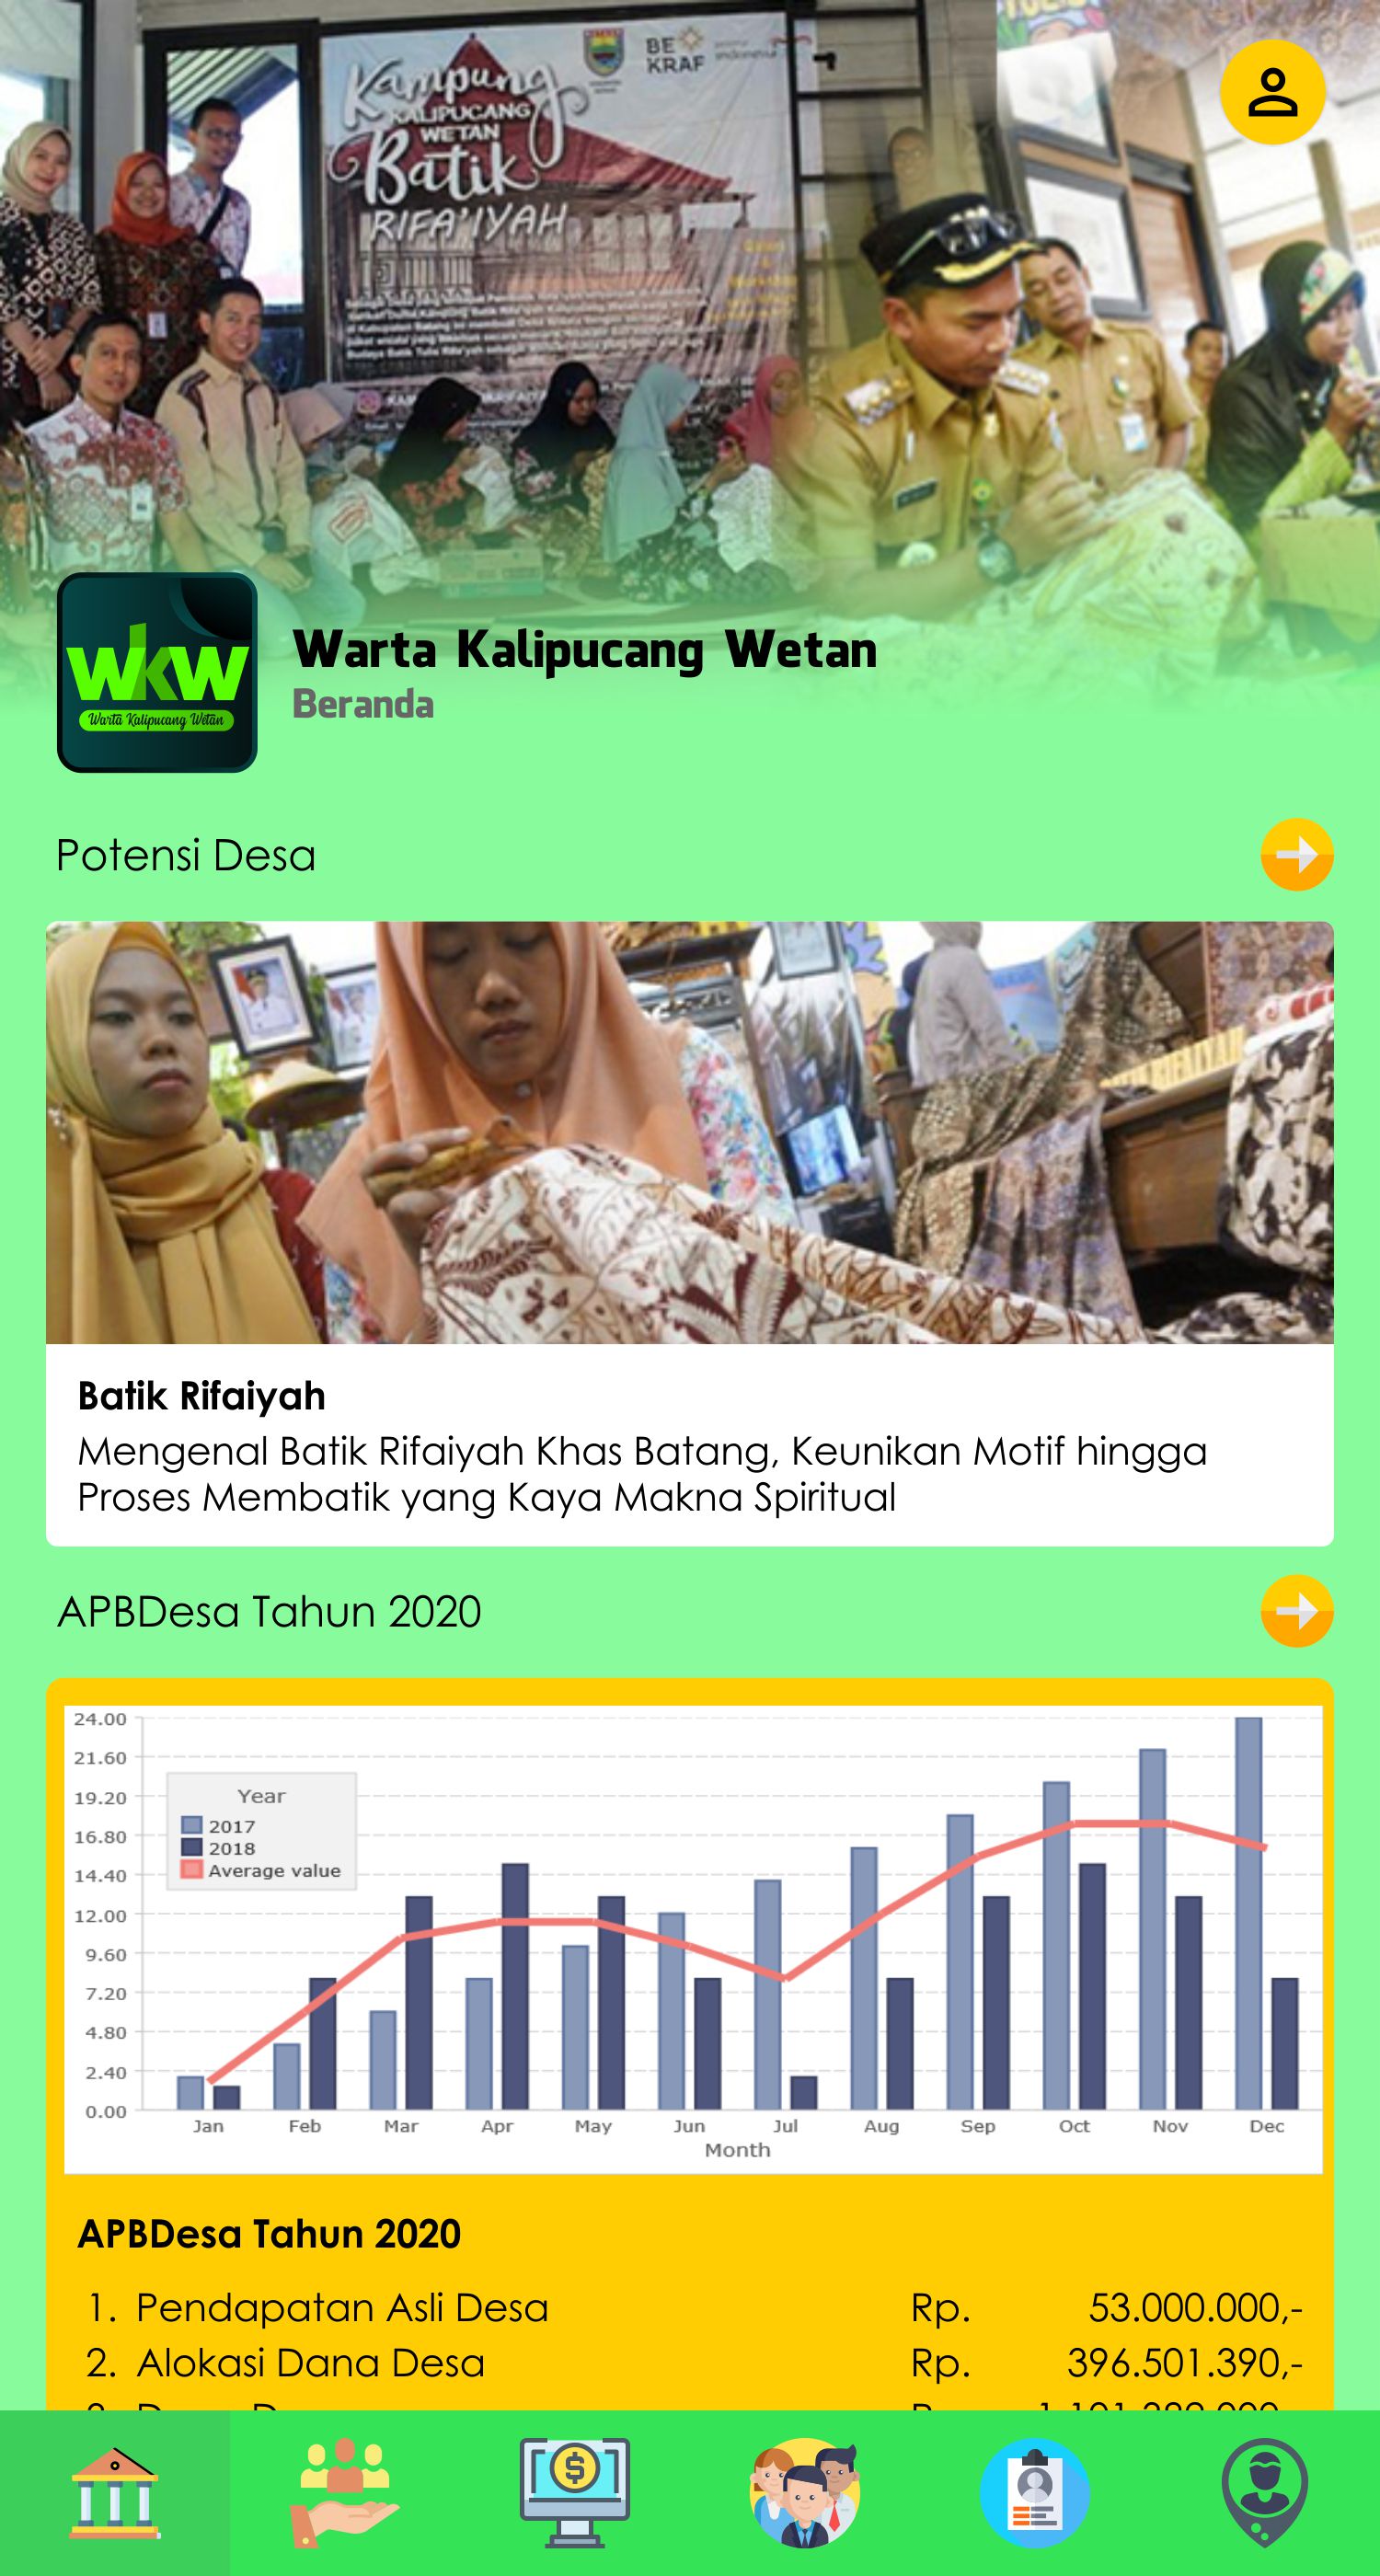 Kampung
KALIPUCANG
WETAN
Batik
RIFA'IYAH
BE
KRAF
indonesia
wkw
Warta Kalipucang Wetan
Warta Kalipucang Wetan
Beranda
Potensi Desa
Batik Rifaiyah
Mengenal Batik Rifaiyah Khas Batang, Keunikan Motif hingga
Proses Membatik yang Kaya Makna Spiritual
APBDesa Tahun 2020
24.00
21.60
19.20
16.80
14.40
12.00
9.60
7.20
4.80
2.40
0.00
Year
2017
2018
Average value
Jan Feb Mar Apr May Jun Jul Aug Sep Oct Nov Dec
Month
APBDesa Tahun 2020
1. Pendapatan Asli Desa Rp. 53.000.000,-
2. Alokasi Dana Desa Rp. 396.501.390,-